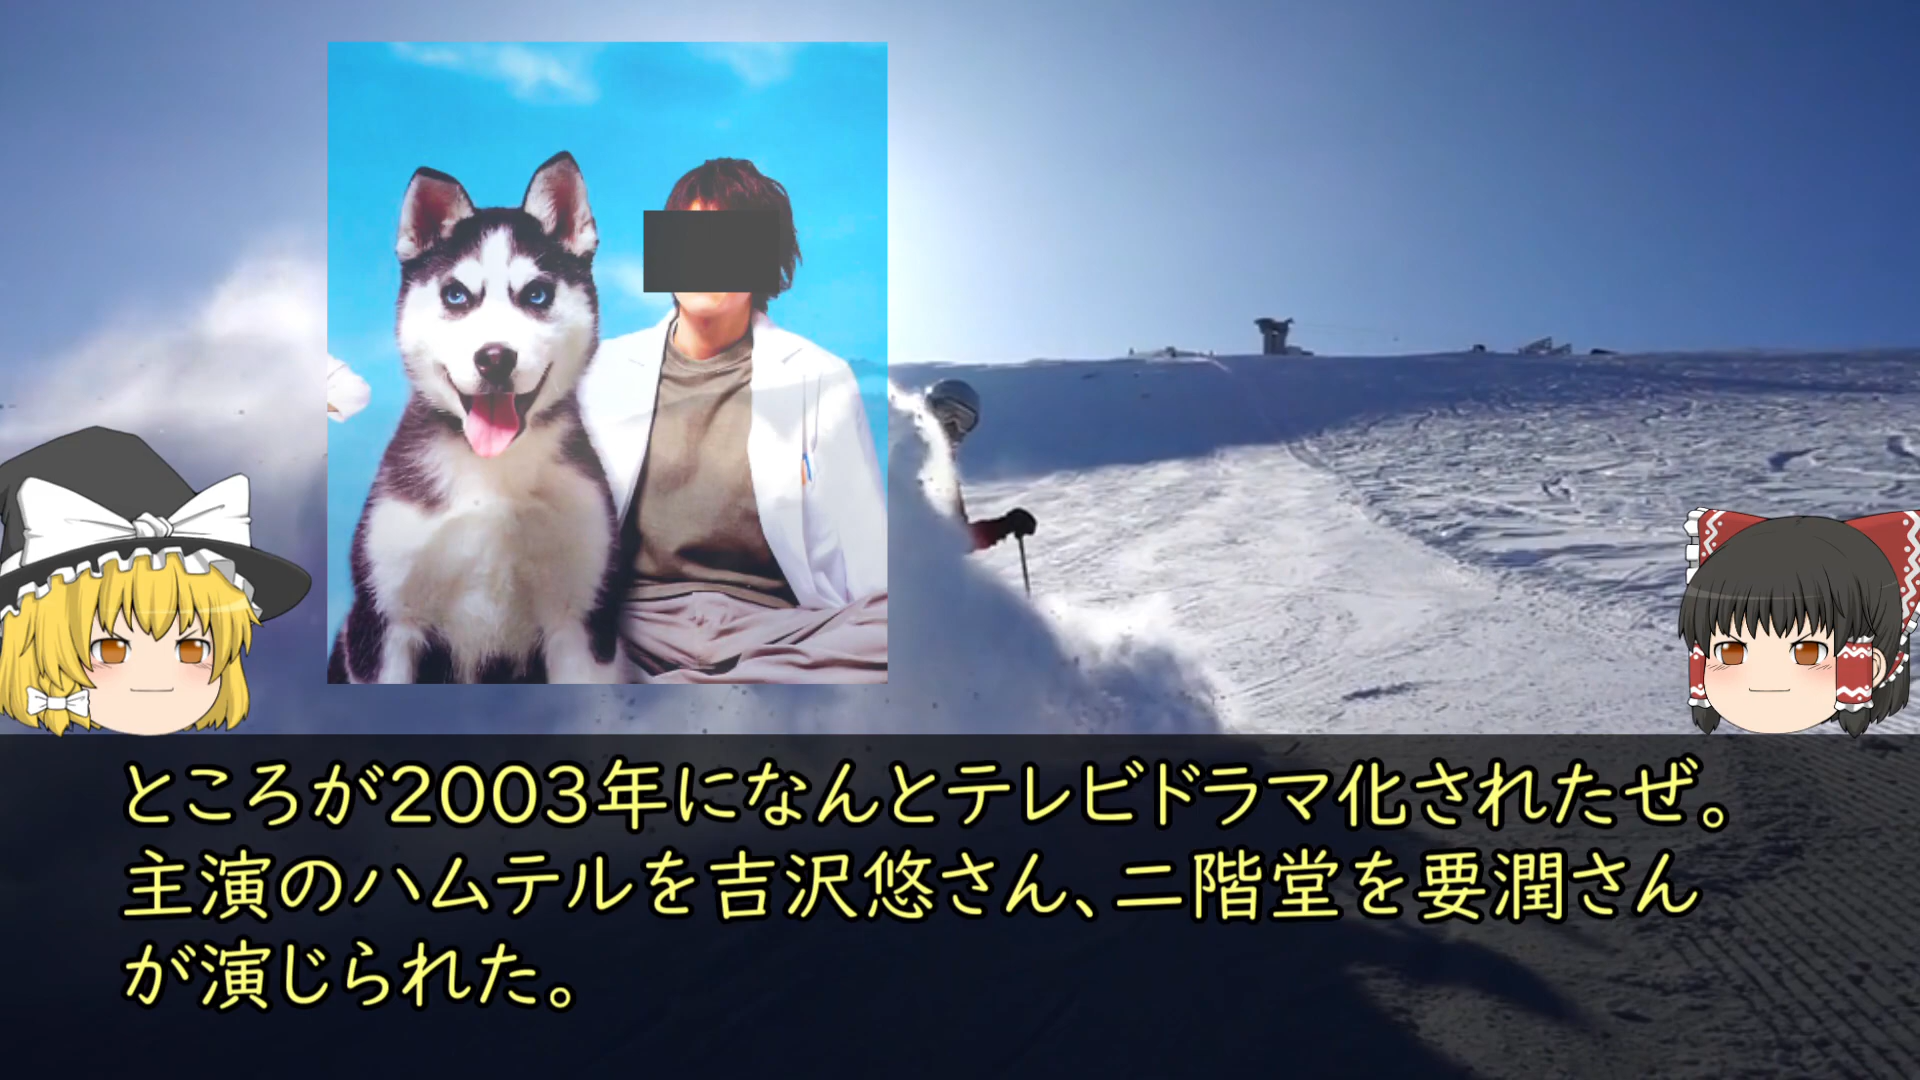 ところが2003年になんとテレビドラマ化されたぜ。
主演のハムテルを吉沢悠さん、二階堂を要潤さん
が演じられた。